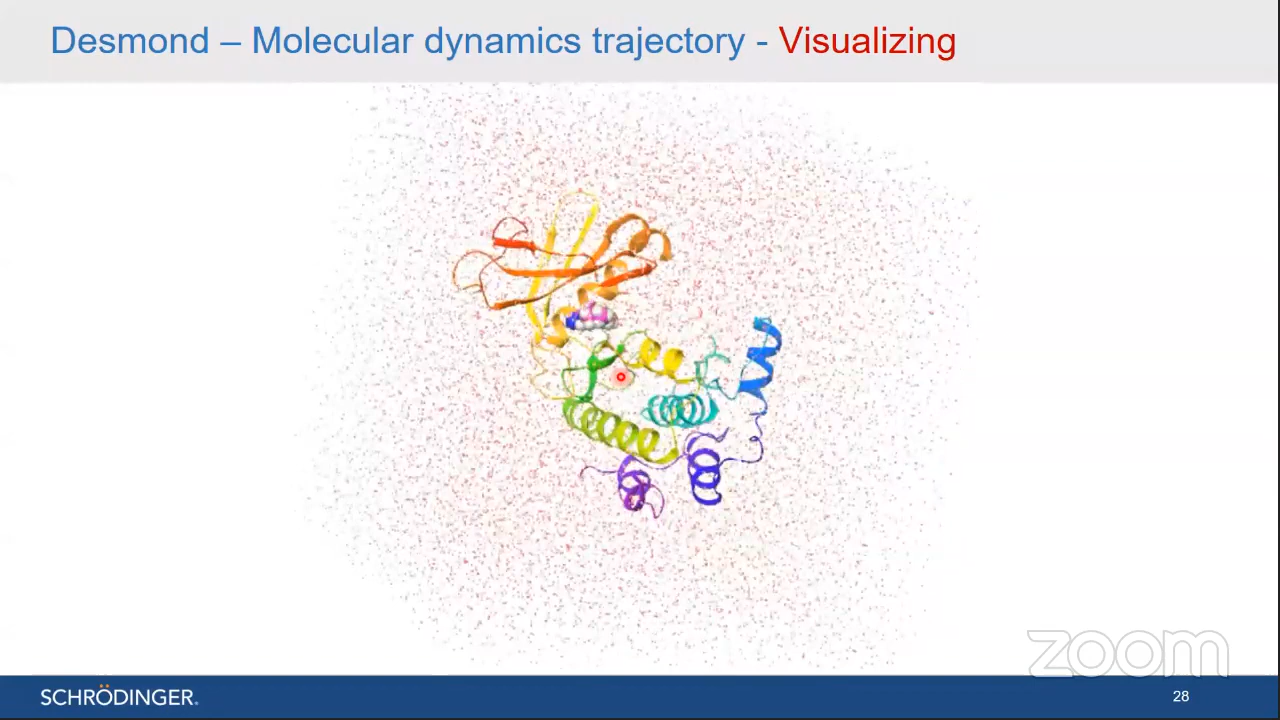 Desmond – Molecular dynamics trajectory - Visualizing
zoom
SCHRÖDINGER.
28